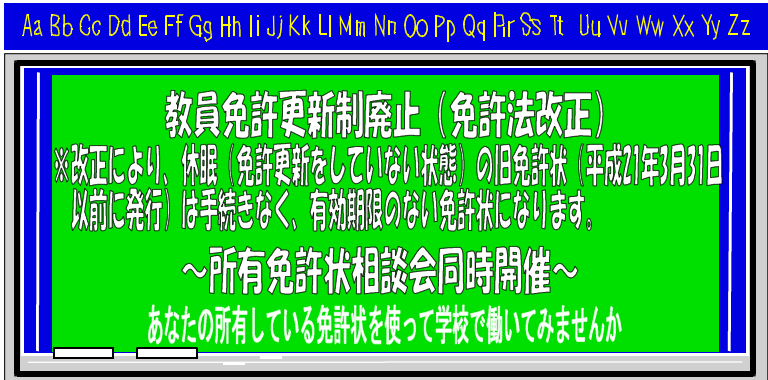 Aa Bb Cc Dd Ee Ff Gg Hh Ii Jj Kk Ll Mm Nn Oo Pp Qq Rr Ss Tt Uu Vv Ww Xx Yy Zz
教員免許更新制廃止（免許法改正）
※改正により、休眠（免許更新をしていない状態）の旧免許状（平成21年3月31日
以前に発行）は手続きなく、有効期限のない免許状になります。
～所有免許状相談会同時開催～
あなたの所有している免許状を使って学校で働いてみませんか